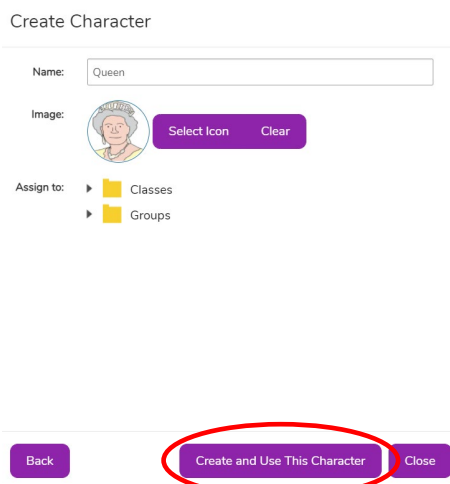 Create Character
Name: Queen
Image: Select Icon Clear
Assign to: Classes
Groups
Back Create and Use This Character Close